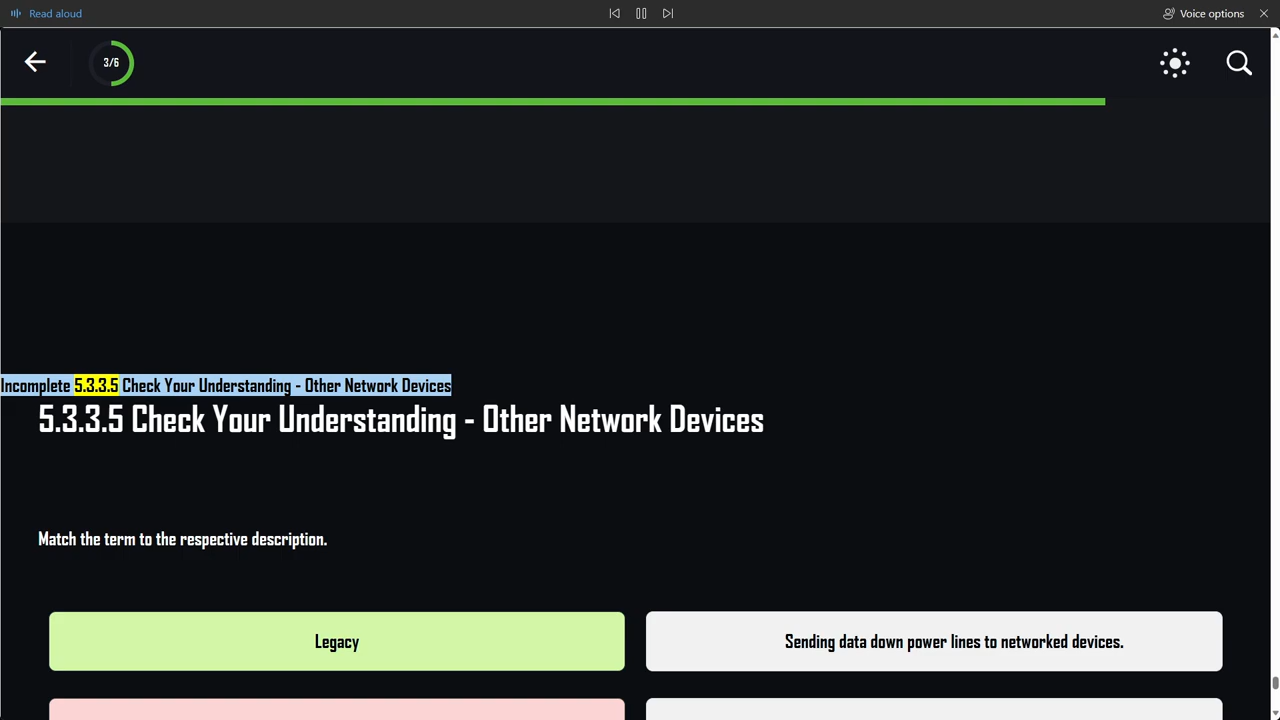 Read aloud
Voice options
3/6
Incomplete 5.3.3.5 Check Your Understanding - Other Network Devices
5.3.3.5 Check Your Understanding - Other Network Devices
Match the term to the respective description.
Legacy
Sending data down power lines to networked devices.